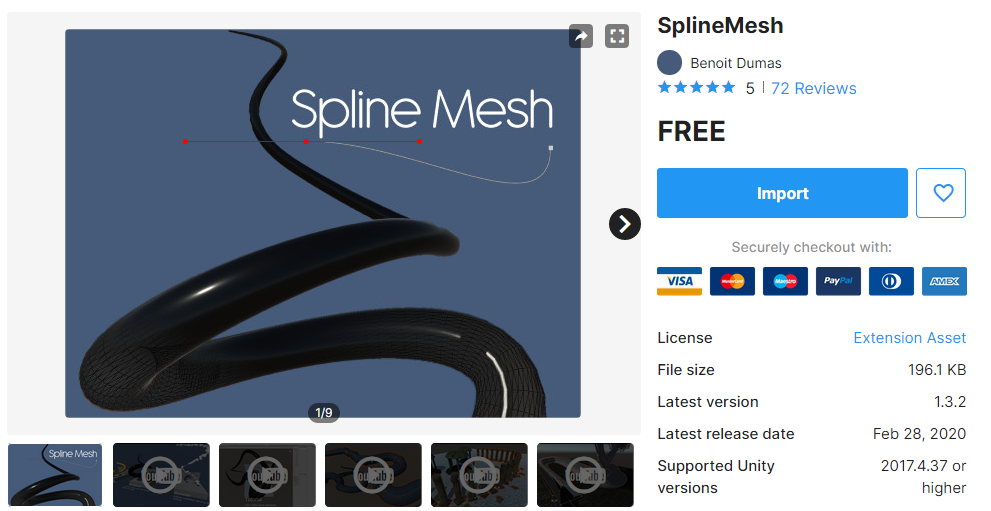 Spline Mesh
1/9
Spline Mesh
SplineMesh
Benoit Dumas
5 | 72 Reviews
FREE
Import
Securely checkout with:
VISA
MasterCard
Maestro
PayPal
AMEX
License Extension Asset
File size 196.1 KB
Latest version 1.3.2
Latest release date Feb 28, 2020
Supported Unity 2017.4.37 or
versions higher